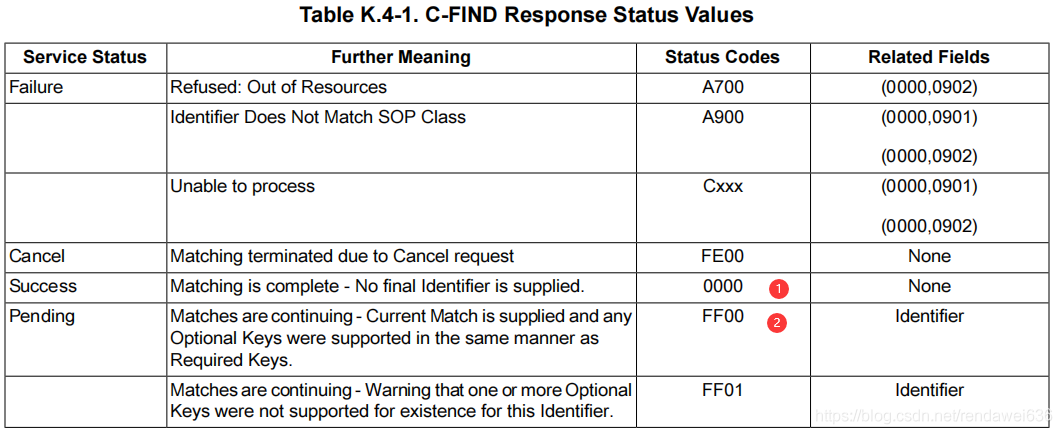 Table K.4-1. C-FIND Response Status Values
Service Status Further Meaning Status Codes Related Fields
Failure Refused: Out of Resources A700 (0000,0902)
Identifier Does Not Match SOP Class A900 (0000,0901)
(0000,0902)
Unable to process Cxxx (0000,0901)
(0000,0902)
Cancel Matching terminated due to Cancel request FE00 None
Success Matching is complete - No final Identifier is supplied. 0000 1 None
Pending Matches are continuing - Current Match is supplied and any FF00 2 Identifier
Optional Keys were supported in the same manner as
Required Keys.
Matches are continuing - Warning that one or more Optional FF01 Identifier
Keys were not supported for existence for this Identifier.
https://blog.csdn.net/rendawei636